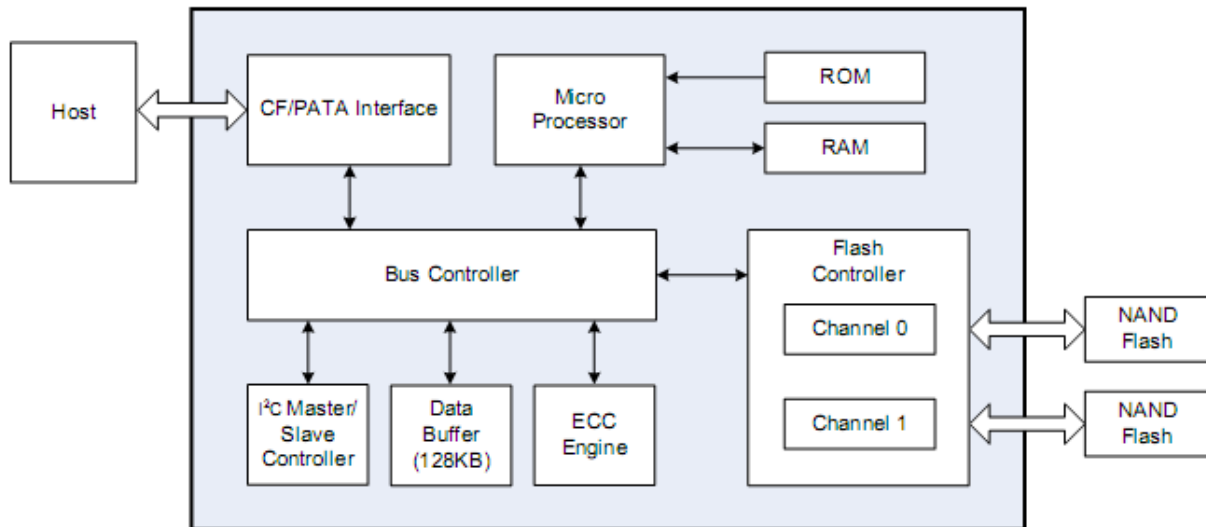 Host
CF/PATA Interface
Micro
Processor
ROM
RAM
Bus Controller
Flash
Controller
Channel 0
Channel 1
NAND
Flash
NAND
Flash
I²C Master/
Slave
Controller
Data
Buffer
(128KB)
ECC
Engine